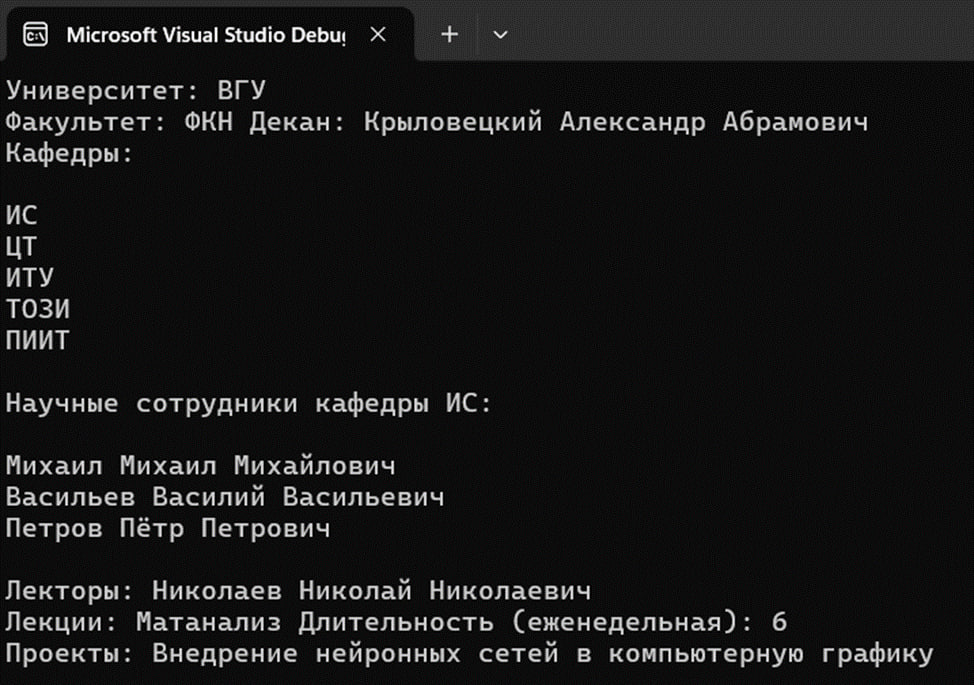 Microsoft Visual Studio Debug
Университет: ВГУ
Факультет: ФКН Декан: Крыловецкий Александр Абрамович
Кафедры:
ИС
ЦТ
ИТУ
ТОЗИ
ПИИТ
Научные сотрудники кафедры ИС:
Михаил Михаил Михайлович
Васильев Василий Васильевич
Петров Пётр Петрович
Лекторы: Николаев Николай Николаевич
Лекции: Матанализ Длительность (еженедельная): 6
Проекты: Внедрение нейронных сетей в компьютерную графику